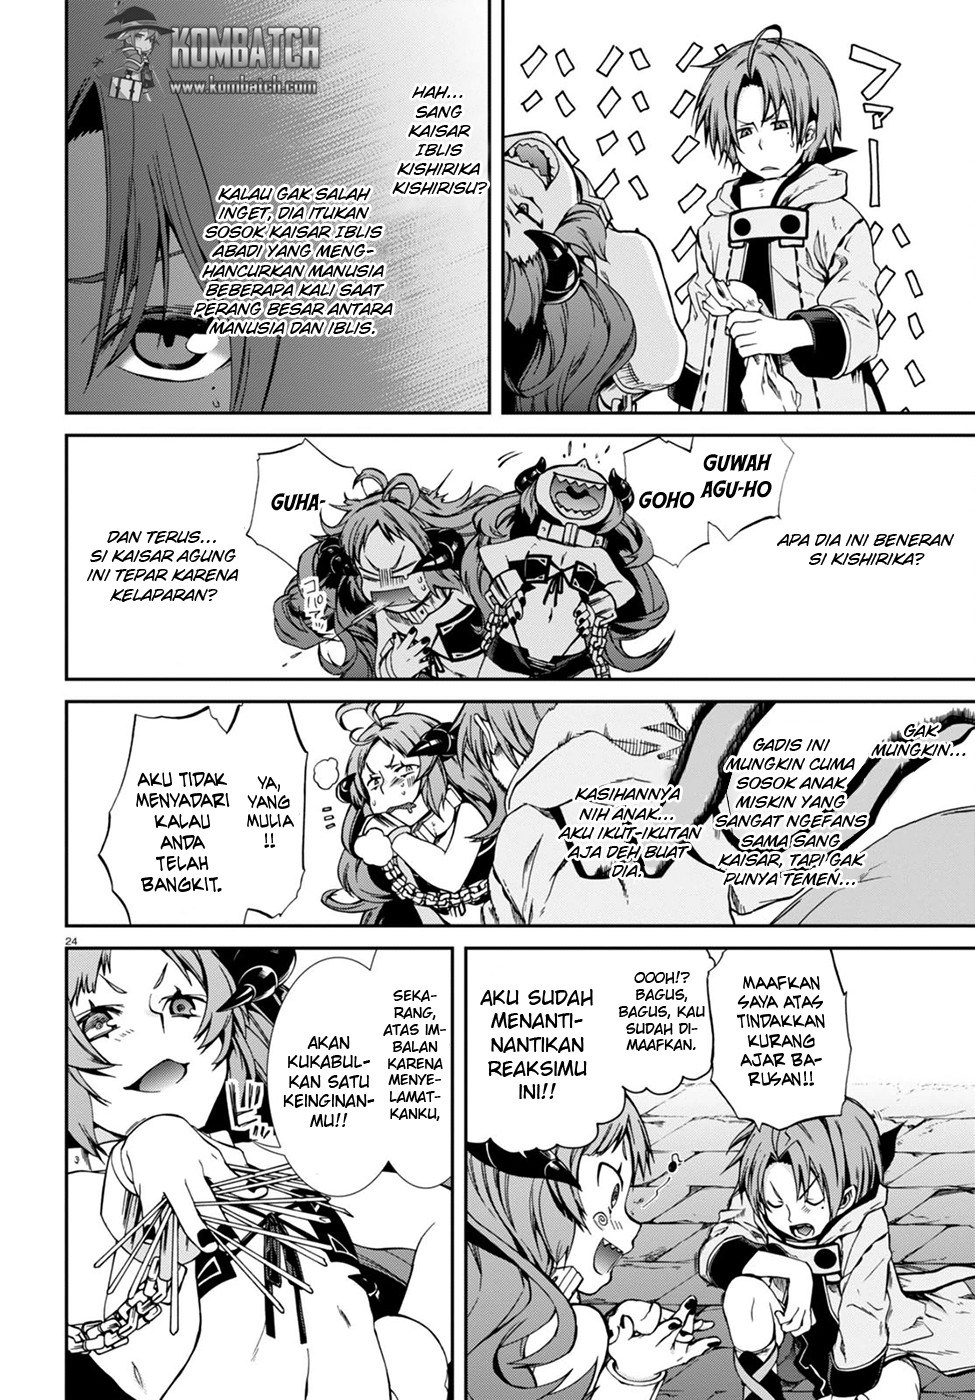 KOMBATCH
www.kombatch.com
ファー
HAH...
SANG
KAISAR
IBLIS
KISHIRIKA
KISHIRISU?
KALAU GAK SALAH
INGET, DIA ITUKAN
SOSOK KAISAR IBLIS
ABADI YANG MENG-
HANCURKAN MANUSIA
BEBERAPA KALI SAAT
PERANG BESAR ANTARA
MANUSIA DAN IBLIS.
APA DIA INI BENERAN
SI KISHIRIKA?
GUWAH
AGU-HO
GOHO
GUHA-
DAN TERUS...
SI KAISAR AGUNG
INI TEPAR KARENA
KELAPARAN?
GAK
MUNGKIN...
GADIS INI
MUNGKIN CUMA
SOSOK ANAK
MISKIN YANG
SANGAT NGEFANS
SAMA SANG
KAISAR, TAPI GAK
PUNYA TEMEN...
KASIHANNYA
NIH ANAK...
AKU IKUT-IKUTAN
AJA DEH BUAT
DIA.
YA,
YANG
MULIA
!!
AKU TIDAK
MENYADARI
KALAU
ANDA
TELAH
BANGKIT.
24
MAAFKAN
SAYA ATAS
TINDAKKAN
KURANG
AJAR BA-
RUSAN!!
OOOH!?
BAGUS,
BAGUS, KAU
SUDAH DI-
MAAFKAN.
AKU SUDAH
MENANTI-
NANTIKAN
REAKSIMU
INI!!
SEKA-
RANG,
ATAS IM-
BALAN
KARENA
MENYE-
LAMAT-
KANKU,
AKAN
KUKABUL-
KAN SATU
KEINGINAN-
MU!!